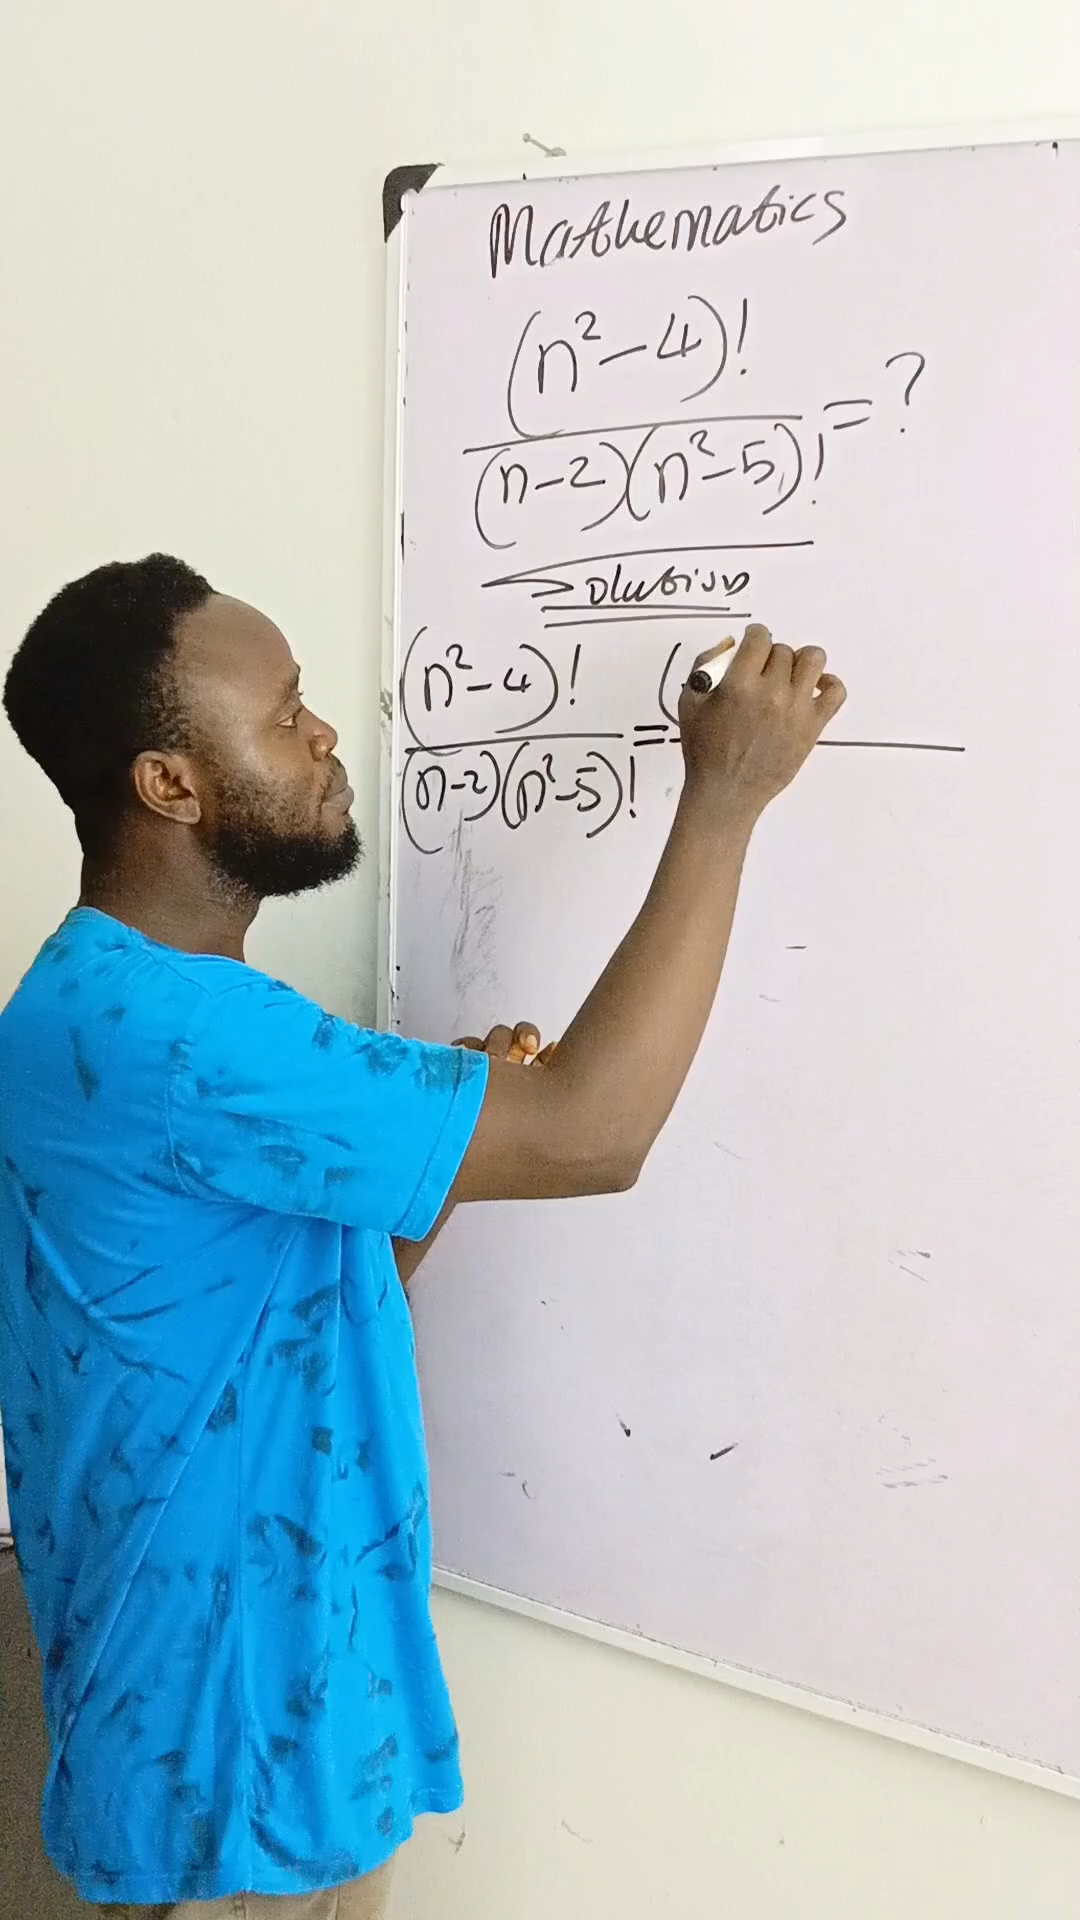 Mathematics
(n²-4)!
(n-2)(n²-5)! = ?
Solution
(n²-4)! = (
(n-2)(n²-5)!